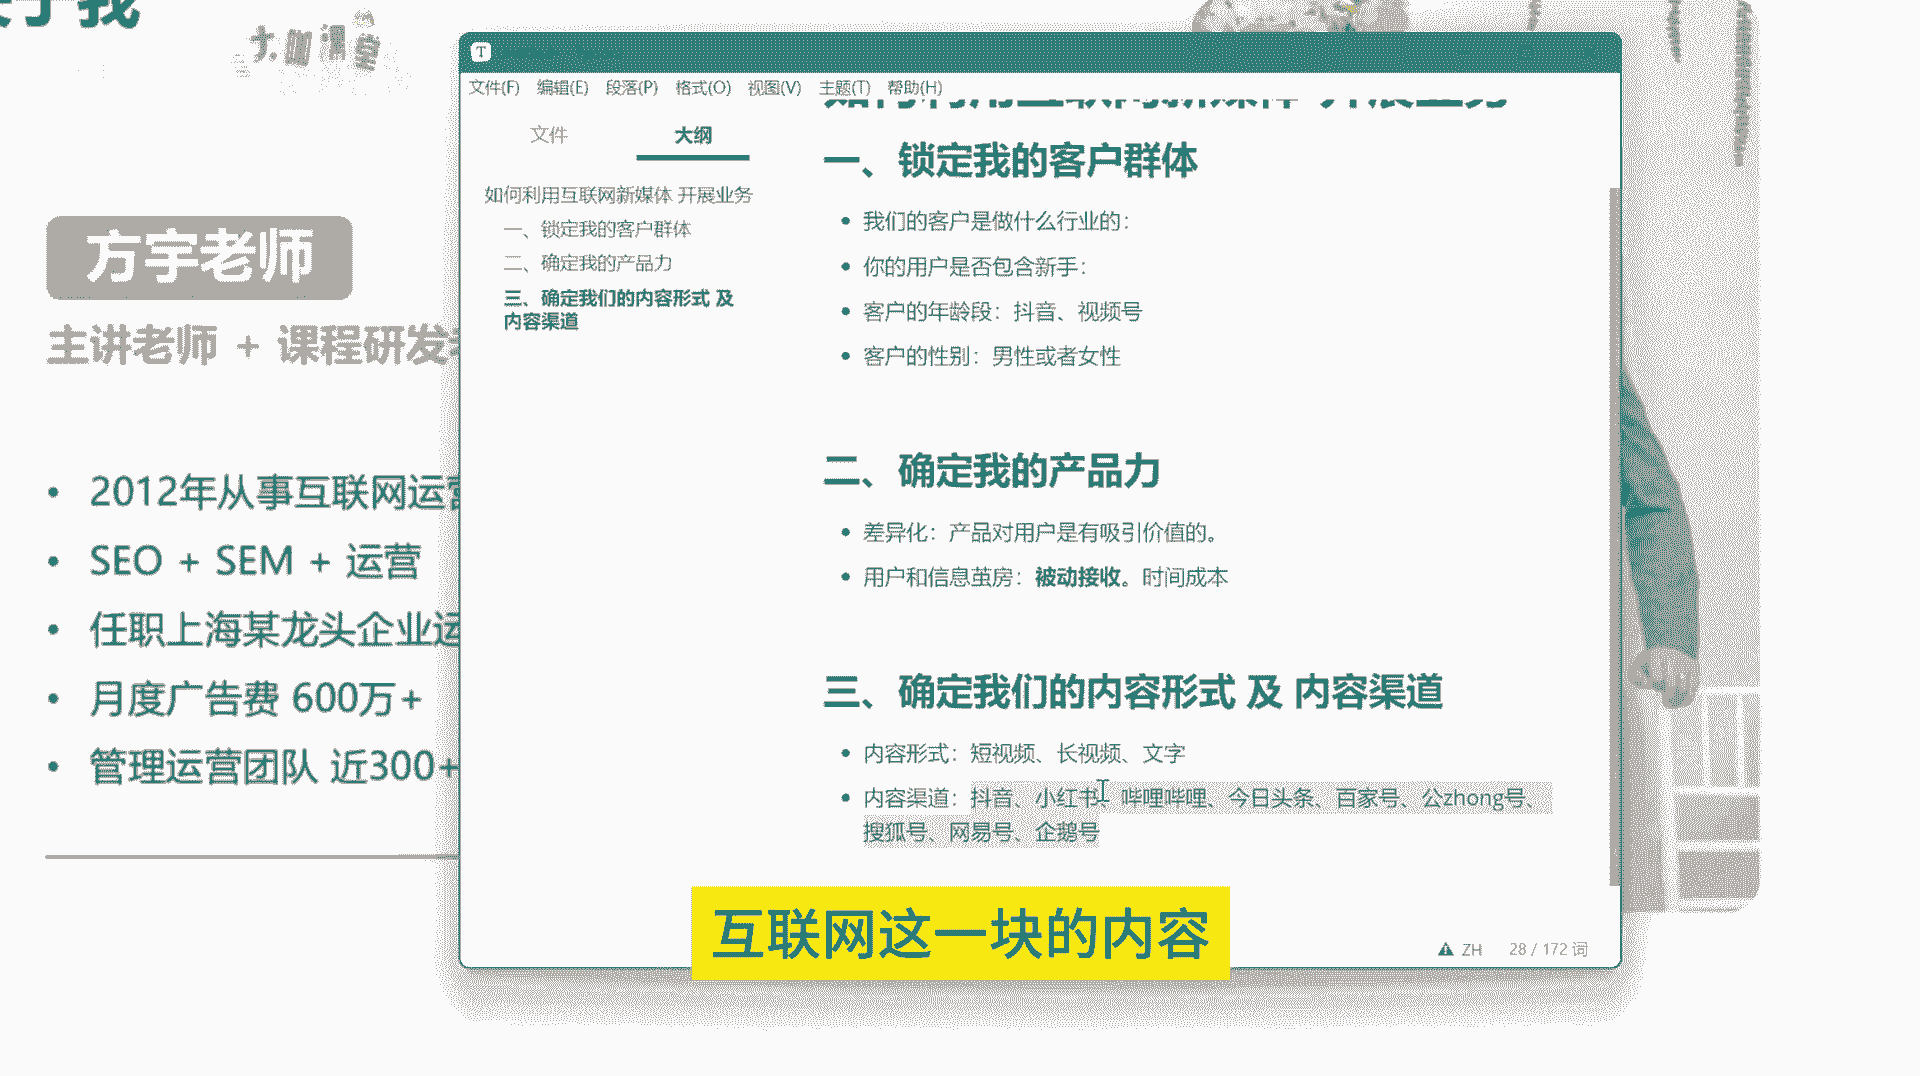 大咖课堂
方宇老师
主讲老师 + 课程研发
2012年从事互联网运营
SEO + SEM + 运营
任职上海某龙头企业运
月度广告费 600万+
管理运营团队 近300+
T
文件(F) 编辑(E) 段落(P) 格式(O) 视图(V) 主题(T) 帮助(H)
文件 大纲
如何利用互联网新媒体 开展业务
一、锁定我的客户群体
二、确定我的产品力
三、确定我们的内容形式 及
内容渠道
如何利用互联网新媒体 开展业务
一、锁定我的客户群体
我们的客户是做什么行业的：
你的用户是否包含新手：
客户的年龄段：抖音、视频号
客户的性别：男性或者女性
二、确定我的产品力
差异化：产品对用户是有吸引价值的。
用户和信息茧房：被动接收。时间成本
三、确定我们的内容形式 及 内容渠道
内容形式：短视频、长视频、文字
内容渠道：抖音、小红书、哔哩哔哩、今日头条、百家号、公zhong号、
搜狐号、网易号、企鹅号
ZH 28 / 172 词
互联网这一块的内容